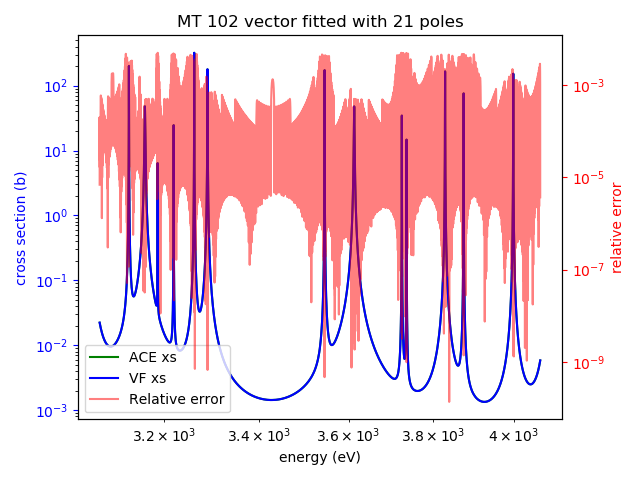 MT 102 vector fitted with 21 poles
cross section (b)
10²
10¹
10⁰
10⁻¹
10⁻²
10⁻³
10⁻³
10⁻⁵
10⁻⁷
10⁻⁹
relative error
ACE xs
VF xs
Relative error
3.2 × 10³ 3.4 × 10³ 3.6 × 10³ 3.8 × 10³ 4 × 10³
energy (eV)